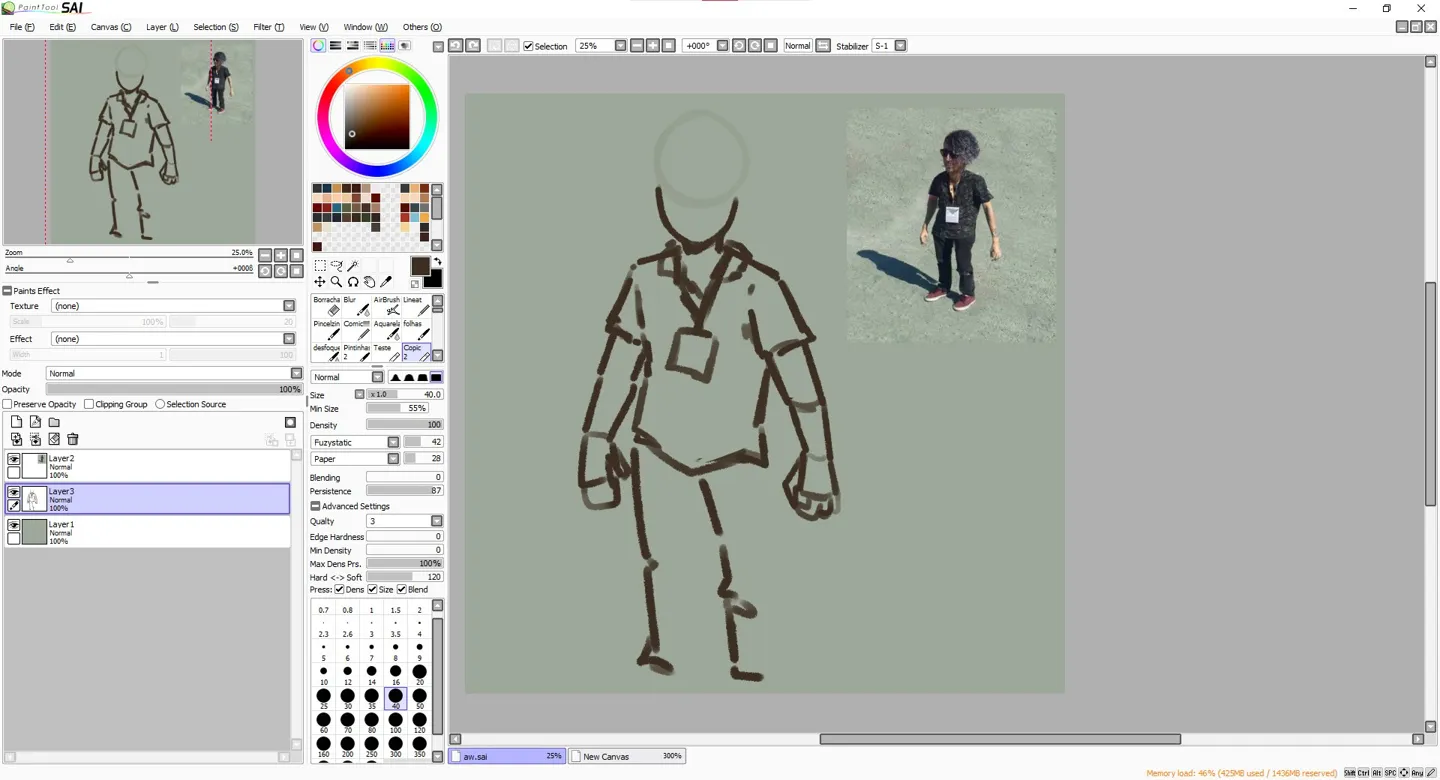 PaintTool SAI
File (F) Edit (E) Canvas (C) Layer (L) Selection (S) Filter (T) View (V) Window (W) Others (O)
Selection 25% +000° Normal Stabilizer S-1
Zoom 25.0%
Angle +0008
Paints Effect
Texture (none)
Scale 100% 20
Effect (none)
Width 1 100
Mode Normal
Opacity 100%
Preserve Opacity Clipping Group Selection Source
Layer2
Normal
100%
Layer3
Normal
100%
Layer1
Normal
100%
Borracha Blur AirBrush Lineat
Pincelzin Comic!!! Aquarela folhas
desfoque Pintinhas 2 Teste Copic 2
Normal
Size x 1.0 40.0
Min Size 55%
Density 100
Fuzystatic 42
Paper 28
Blending 0
Persistence 87
Advanced Settings
Quality 3
Edge Hardness 0
Min Density 0
Max Dens Prs. 100%
Hard <-> Soft 120
Press: Dens Size Blend
0.7 0.8 1 1.5 2
2.3 2.6 3 3.5 4
5 6 7 8 9
10 12 14 16 20
25 30 35 40 50
60 70 80 100 120
160 200 250 300 350
aw.sai 25% New Canvas 300%
Memory load: 46% (425MB used / 1436MB reserved) Shift Ctrl Alt SPC Any